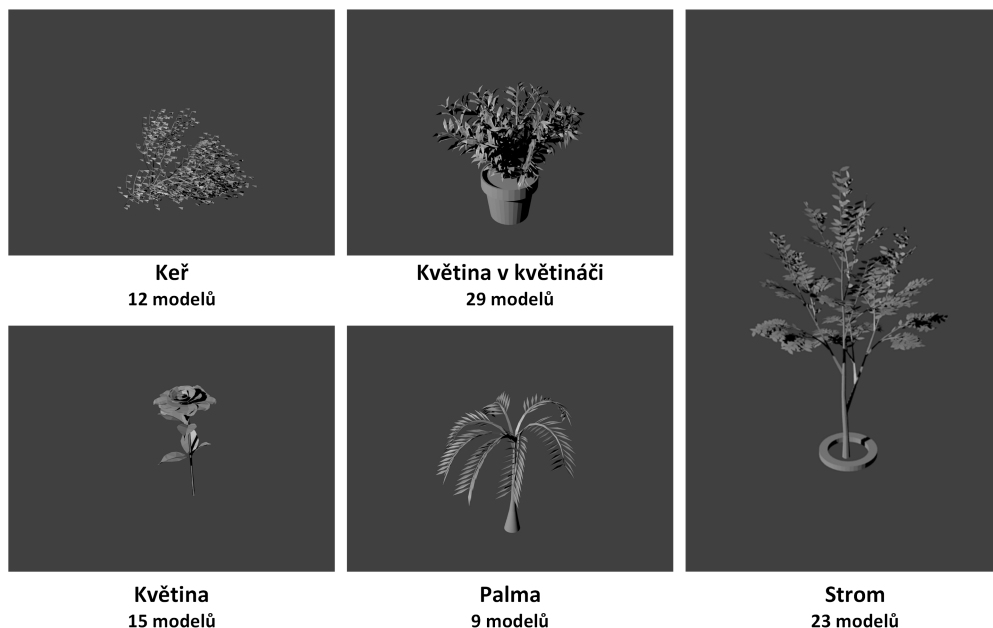 Keř
12 modelů
Květina v květináči
29 modelů
Květina
15 modelů
Palma
9 modelů
Strom
23 modelů